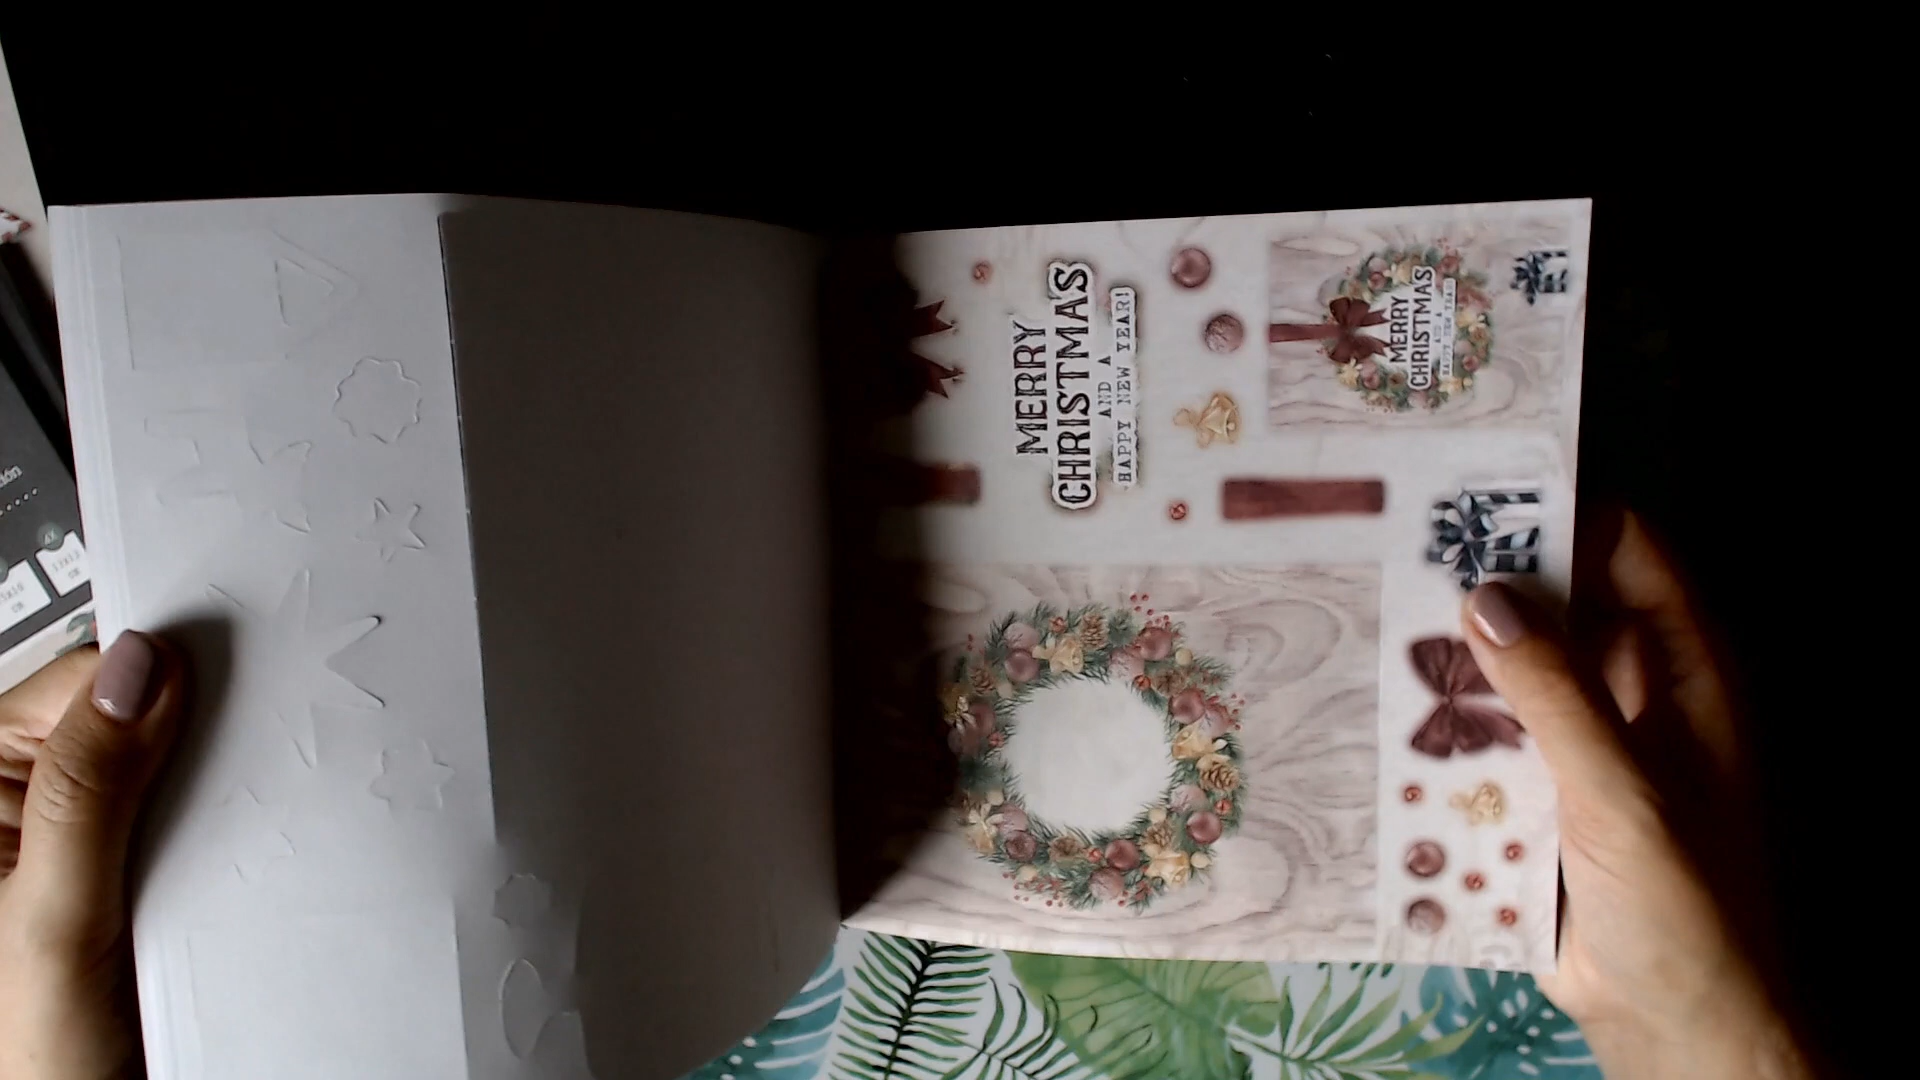 MERRY
CHRISTMAS
AND A
HAPPY NEW YEAR!
MERRY
CHRISTMAS
AND A
HAPPY NEW YEAR!